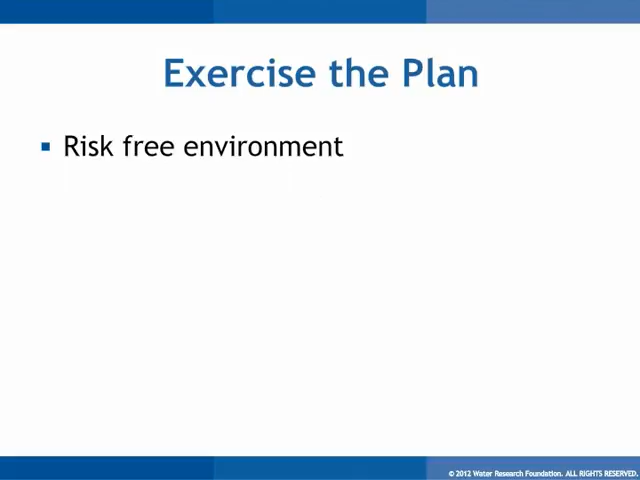 Exercise the Plan
▪ Risk free environment
© 2012 Water Research Foundation. ALL RIGHTS RESERVED.